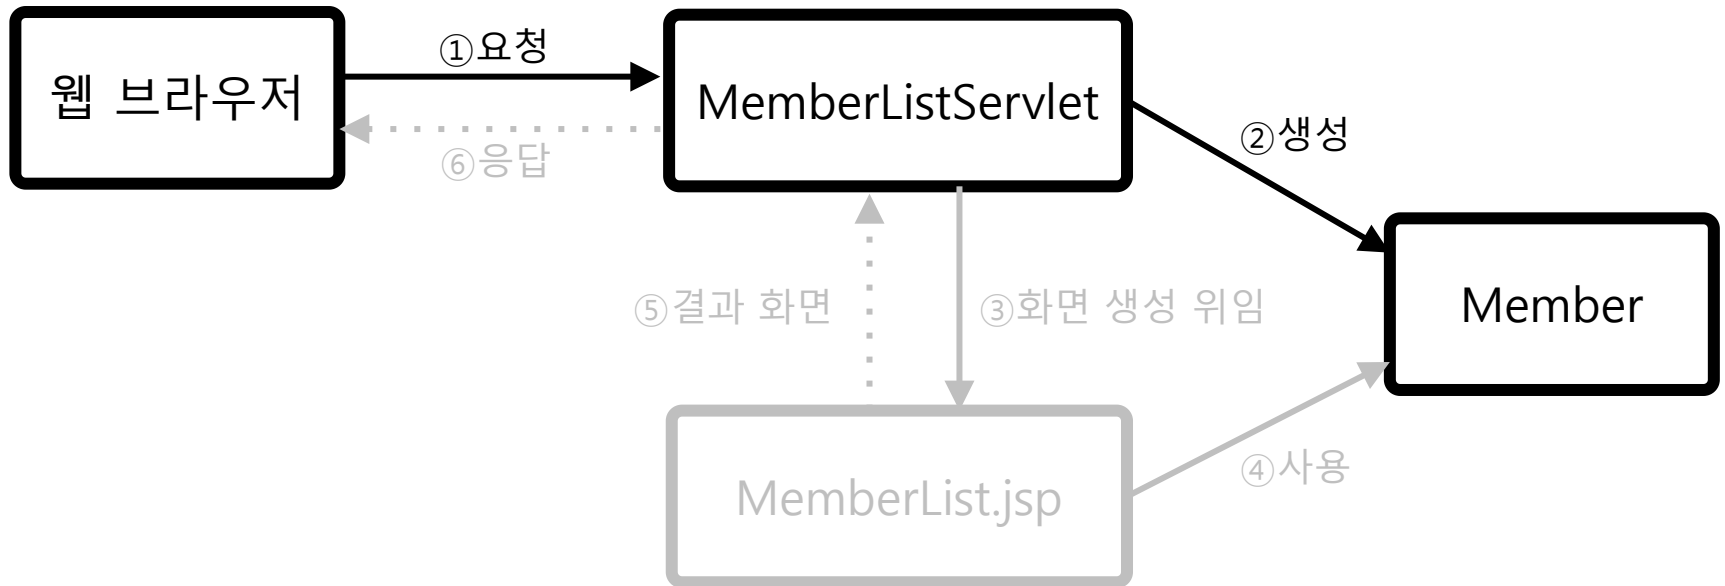 ①요청
웹 브라우저
MemberListServlet
②생성
⑥응답
⑤결과 화면
③화면 생성 위임
Member
④사용
MemberList.jsp